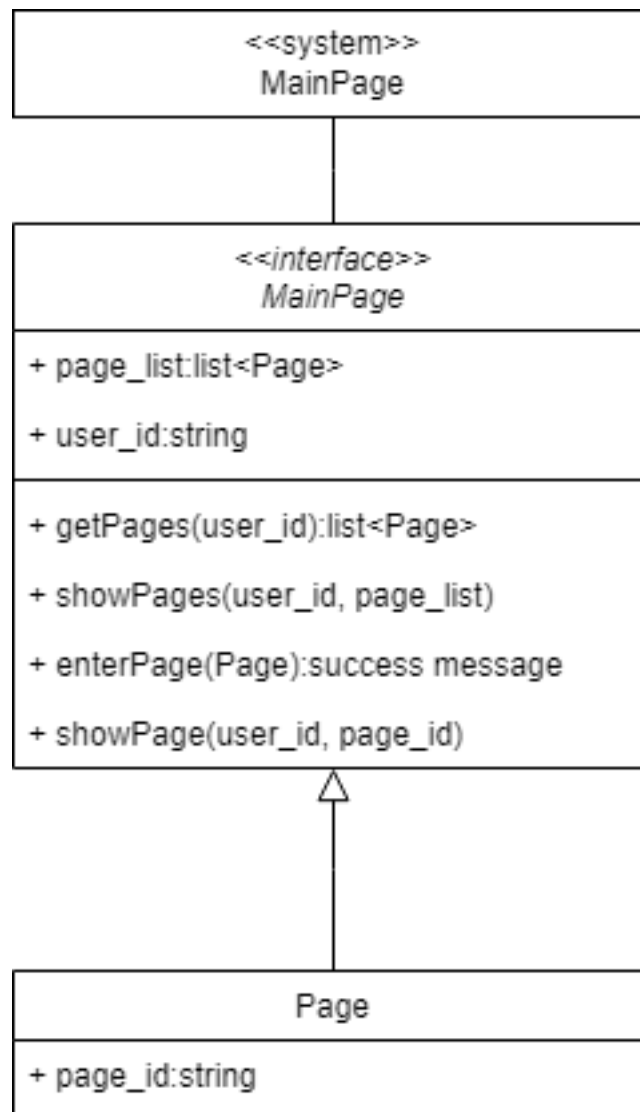 <<system>>
MainPage
<<interface>>
MainPage
+ page_list:list<Page>
+ user_id:string
+ getPages(user_id):list<Page>
+ showPages(user_id, page_list)
+ enterPage(Page):success message
+ showPage(user_id, page_id)
Page
+ page_id:string